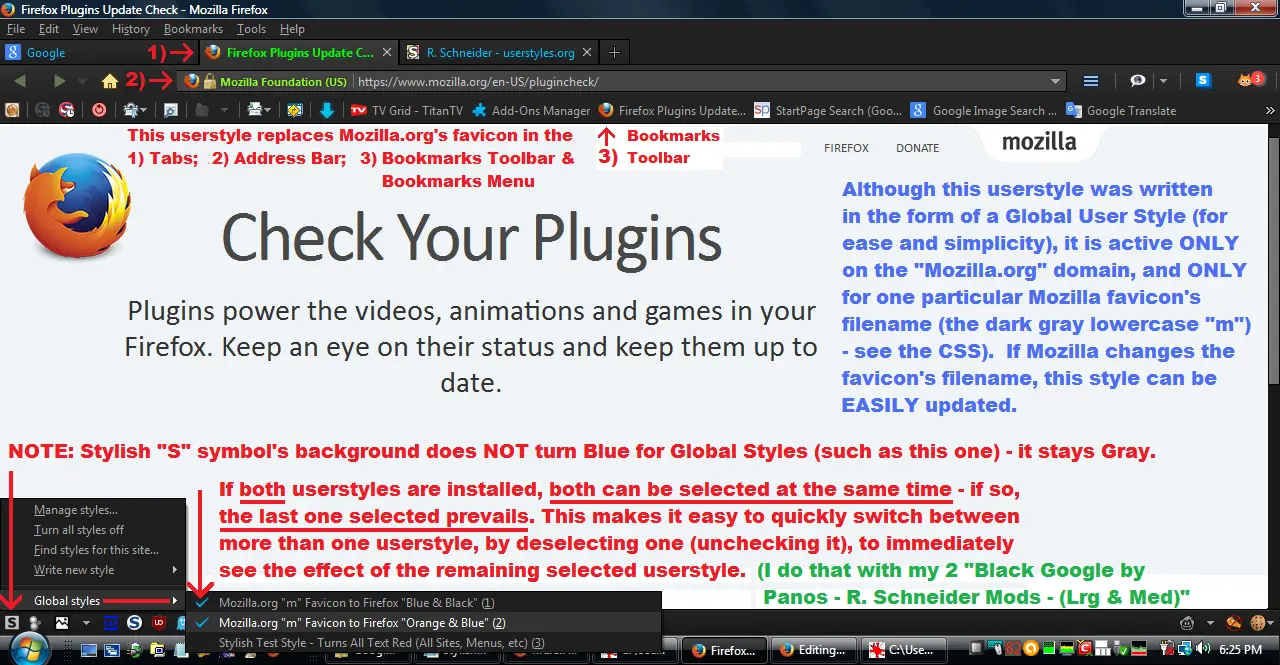 Firefox Plugins Update Check - Mozilla Firefox
File Edit View History Bookmarks Tools Help
Google 1) Firefox Plugins Update C... R. Schneider - userstyles.org
2) Mozilla Foundation (US) https://www.mozilla.org/en-US/plugincheck/ S 3
TV Grid - TitanTV Add-Ons Manager Firefox Plugins Update... StartPage Search (Goo... Google Image Search ... Google Translate »
This userstyle replaces Mozilla.org's favicon in the
1) Tabs; 2) Address Bar; 3) Bookmarks Toolbar &
Bookmarks Menu
Bookmarks
3) Toolbar
FIREFOX DONATE mozilla
Check Your Plugins
Plugins power the videos, animations and games in your
Firefox. Keep an eye on their status and keep them up to
date.
Although this userstyle was written
in the form of a Global User Style (for
ease and simplicity), it is active ONLY
on the "Mozilla.org" domain, and ONLY
for one particular Mozilla favicon's
filename (the dark gray lowercase "m")
- see the CSS). If Mozilla changes the
favicon's filename, this style can be
EASILY updated.
NOTE: Stylish "S" symbol's background does NOT turn Blue for Global Styles (such as this one) - it stays Gray.
If both userstyles are installed, both can be selected at the same time - if so,
the last one selected prevails. This makes it easy to quickly switch between
more than one userstyle, by deselecting one (unchecking it), to immediately
see the effect of the remaining selected userstyle. (I do that with my 2 "Black Google by
Panos - R. Schneider Mods - (Lrg & Med)"
Manage styles...
Turn all styles off
Find styles for this site...
Write new style
Global styles
Mozilla.org "m" Favicon to Firefox "Blue & Black" (1)
Mozilla.org "m" Favicon to Firefox "Orange & Blue" (2)
Stylish Test Style - Turns All Text Red (All Sites, Menus, etc) (3)
Firefox... Editing... C:\Use... 82 6:25 PM